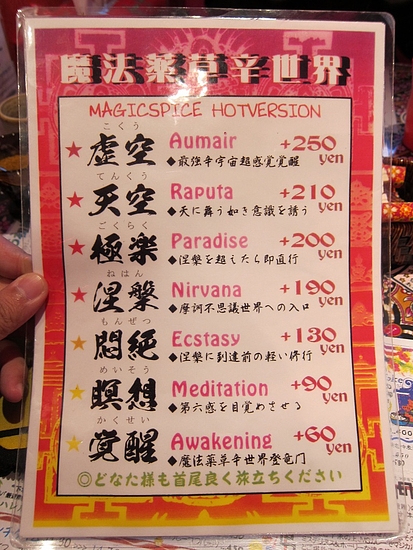 魔法薬草辛世界
MAGICSPICE HOTVERSION
こくう
★虚空 Aumair +250 yen
◆最強辛宇宙超感覚覚醒
てんくう
★天空 Raputa +210 yen
◆天に舞う如き意識を誘う
ごくらく
★極楽 Paradise +200 yen
◆涅槃を超えたら即直行
ねはん
★涅槃 Nirvana +190 yen
◆摩訶不思議世界への入口
もんぜつ
★悶絶 Ecstasy +130 yen
◆涅槃に到達前の軽い修行
めいそう
★瞑想 Meditation +90 yen
◆第六感を目覚めさせる
かくせい
★覚醒 Awakening +60 yen
◆魔法薬草辛世界登竜門
◎どなた様も首尾良く旅立ちください